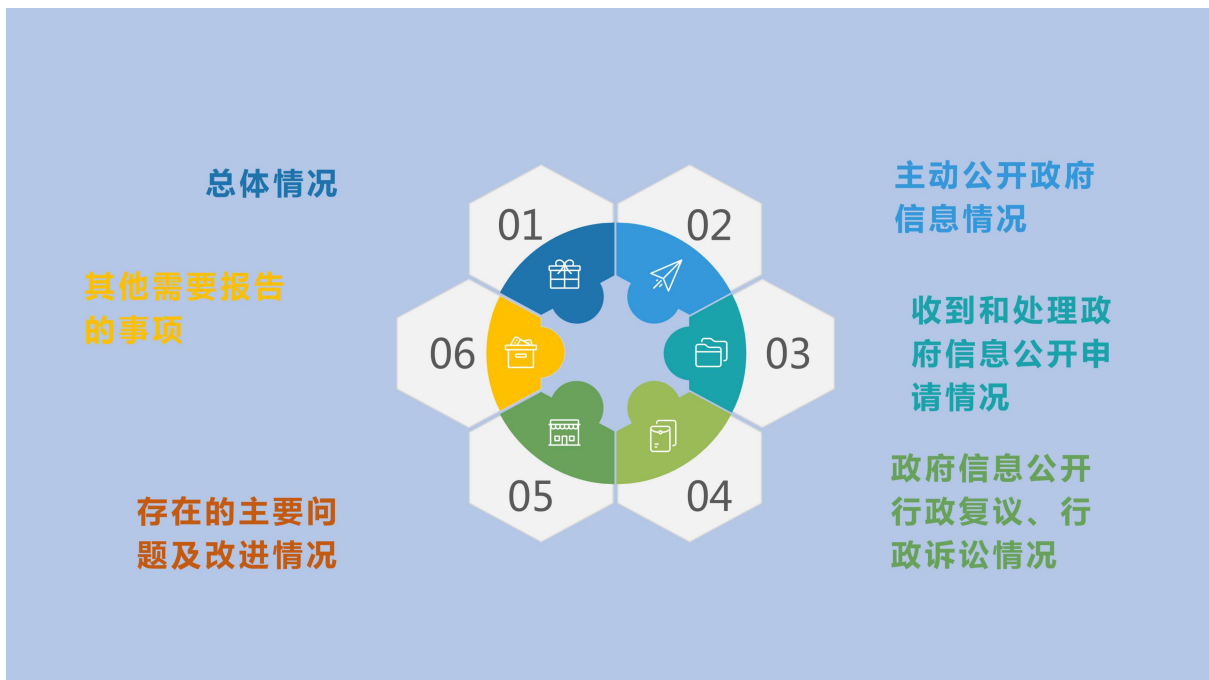 总体情况
01
02
主动公开政府
信息情况
03
收到和处理政
府信息公开申
请情况
04
政府信息公开
行政复议、行
政诉讼情况
05
存在的主要问
题及改进情况
06
其他需要报告
的事项